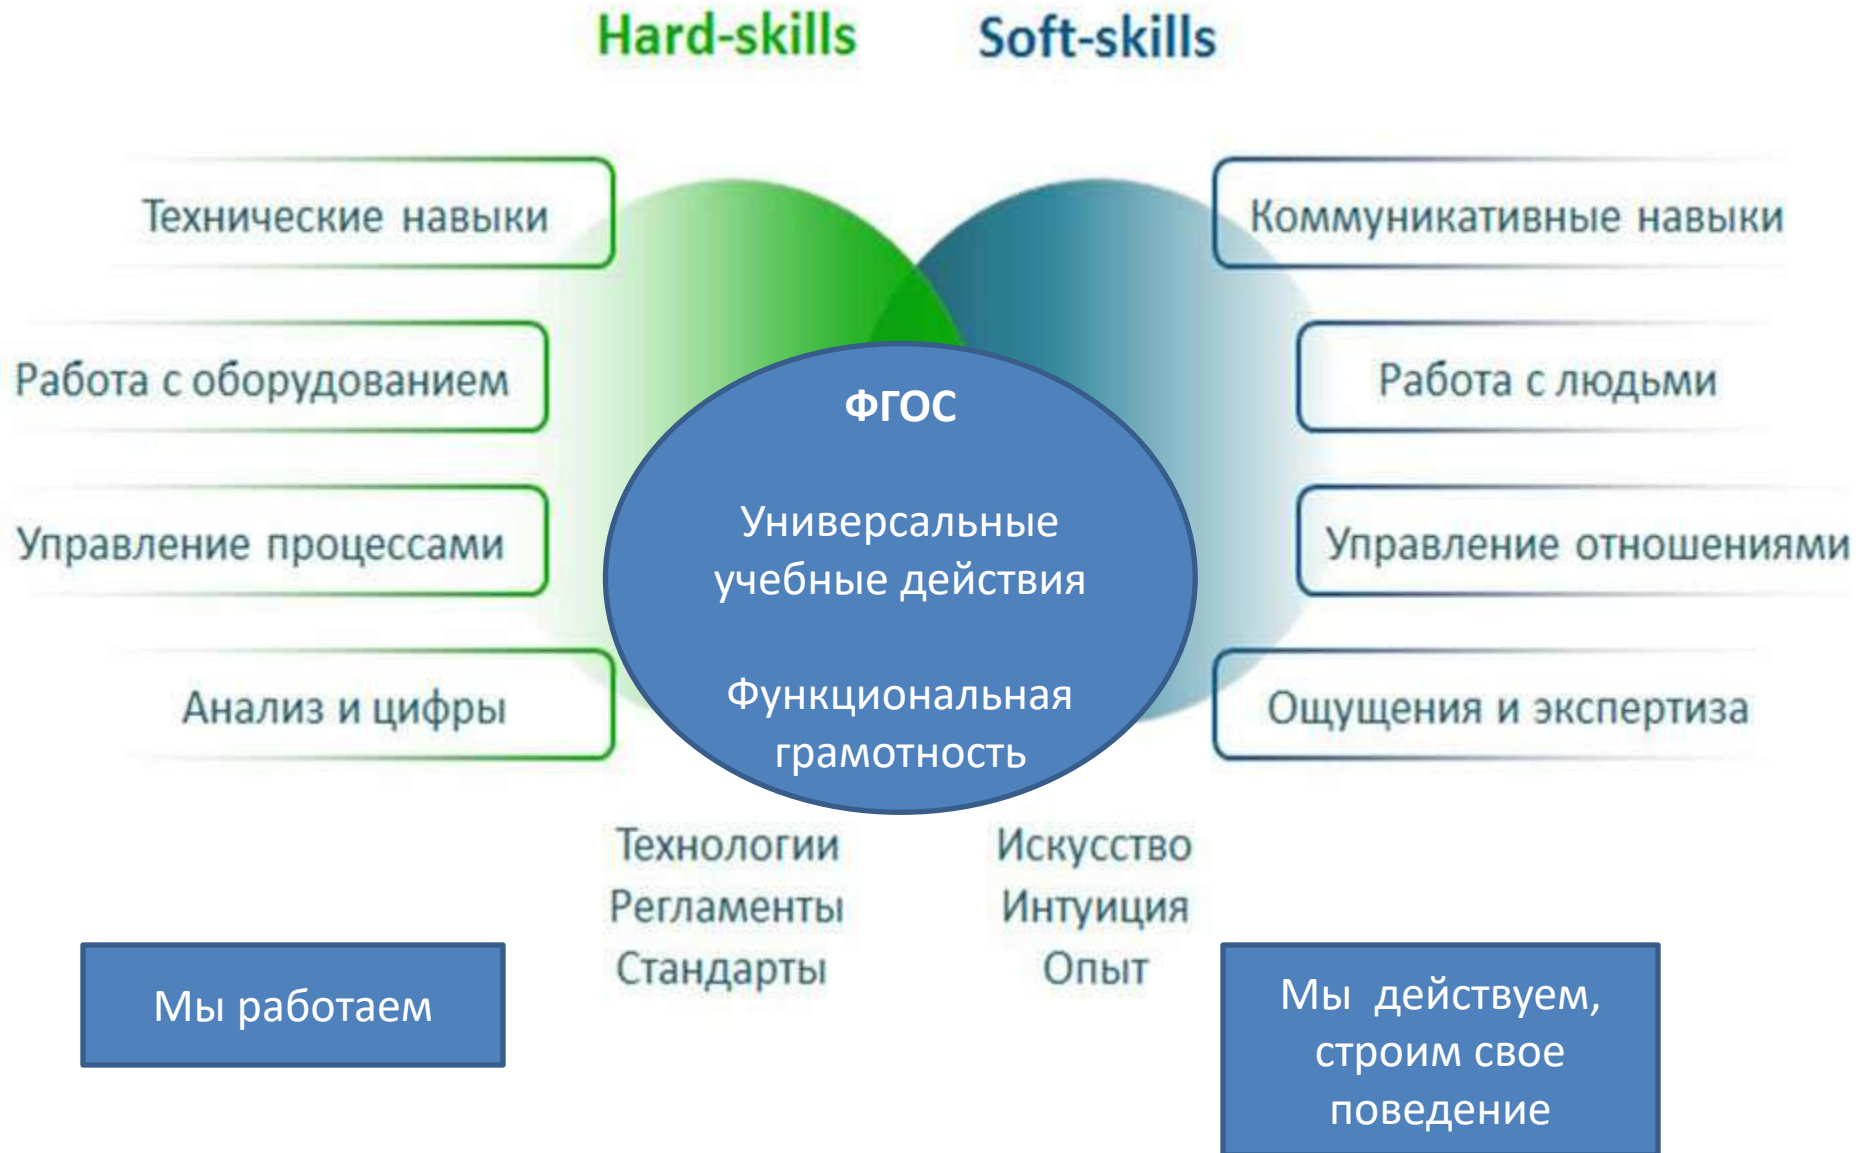 Hard-skills
Soft-skills
Технические навыки
Работа с оборудованием
Управление процессами
Анализ и цифры
ФГОС
Универсальные
учебные действия
Функциональная
грамотность
Коммуникативные навыки
Работа с людьми
Управление отношениями
Ощущения и экспертиза
Технологии
Регламенты
Стандарты
Искусство
Интуиция
Опыт
Мы работаем
Мы  действуем,
строим свое
поведение